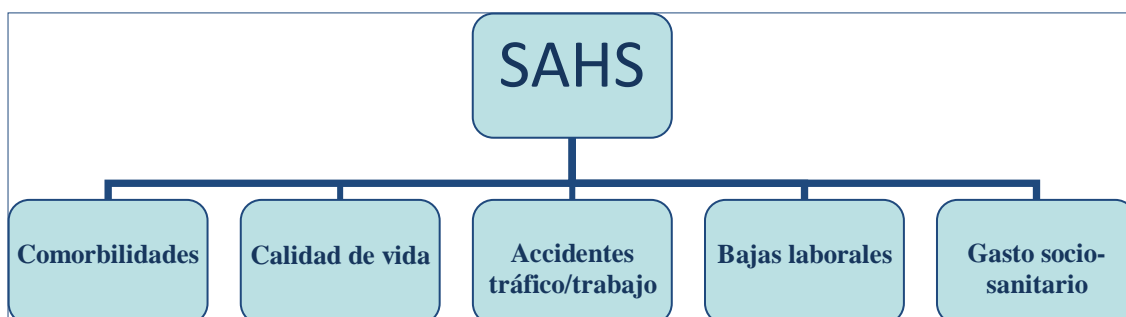 SAHS
Comorbilidades
Calidad de vida
Accidentes
tráfico/trabajo
Bajas laborales
Gasto socio-
sanitario